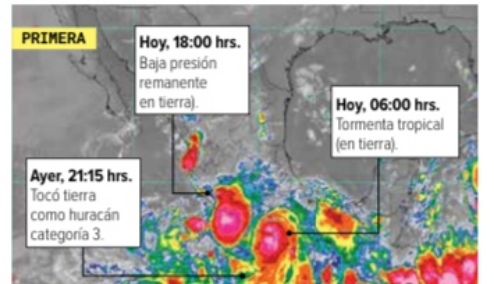 PRIMERA
Hoy, 18:00 hrs.
Baja presión
remanente
en tierra).
Hoy, 06:00 hrs.
Tormenta tropical
(en tierra).
Ayer, 21:15 hrs.
Tocó tierra
como huracán
categoría 3.